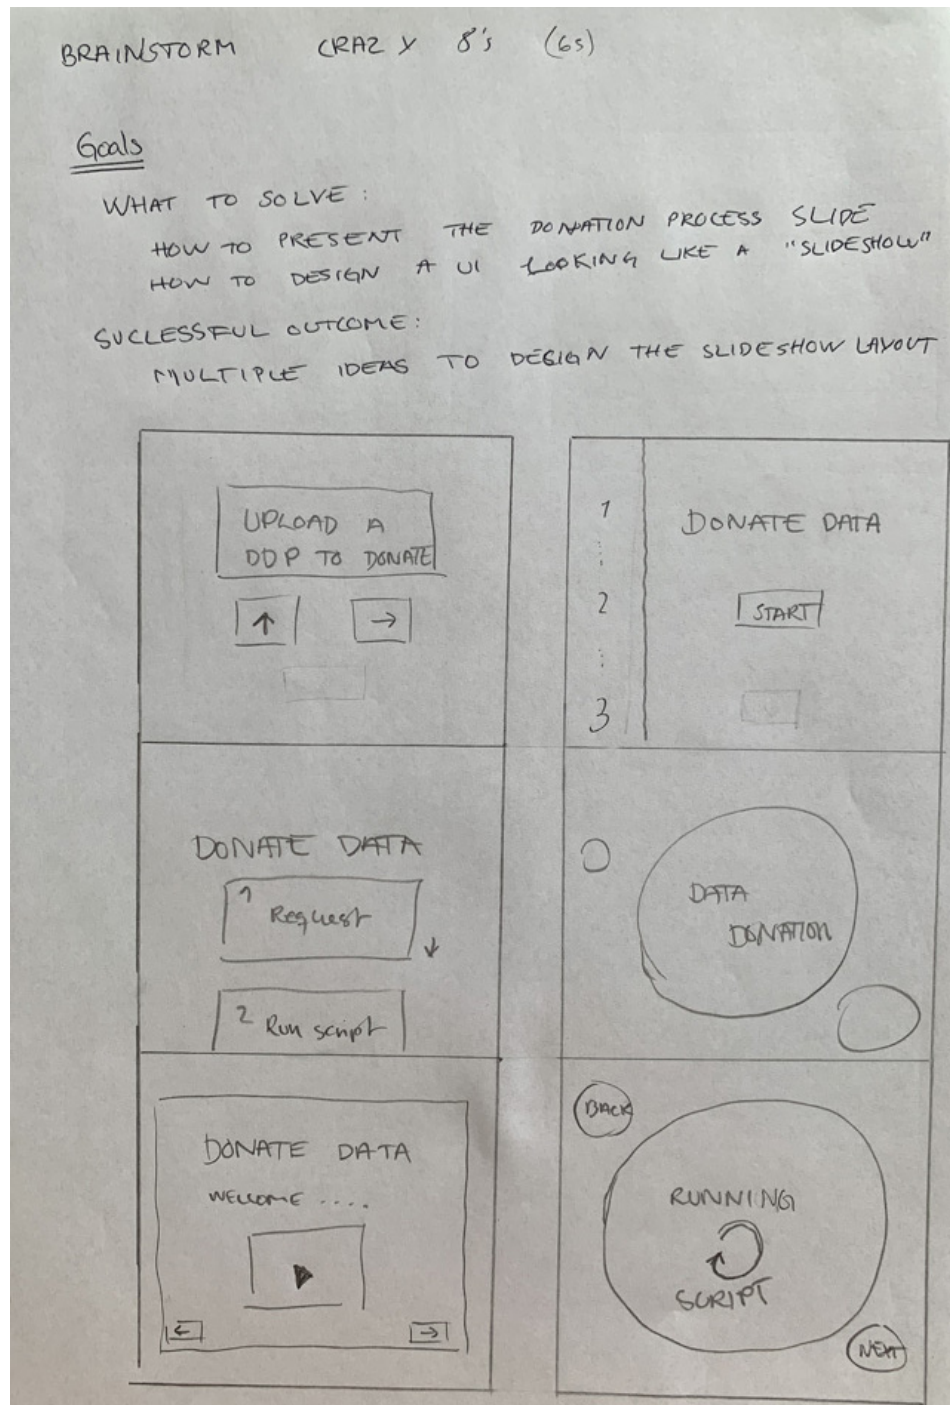 BRAINSTORM CRAZY 8's (6s)
Goals
WHAT TO SOLVE:
HOW TO PRESENT THE DONATION PROCESS SLIDE
HOW TO DESIGN A UI LOOKING LIKE A "SLIDESHOW"
SUCCESSFUL OUTCOME:
MULTIPLE IDEAS TO DESIGN THE SLIDESHOW LAYOUT
UPLOAD A
DDP TO DONATE
↑ →
1
DONATE DATA
2
START
3
DONATE DATA
1 Request
↓
2 Run script
DATA
DONATION
DONATE DATA
WELCOME ....
← →
BACK
RUNNING
SCRIPT
NEXT